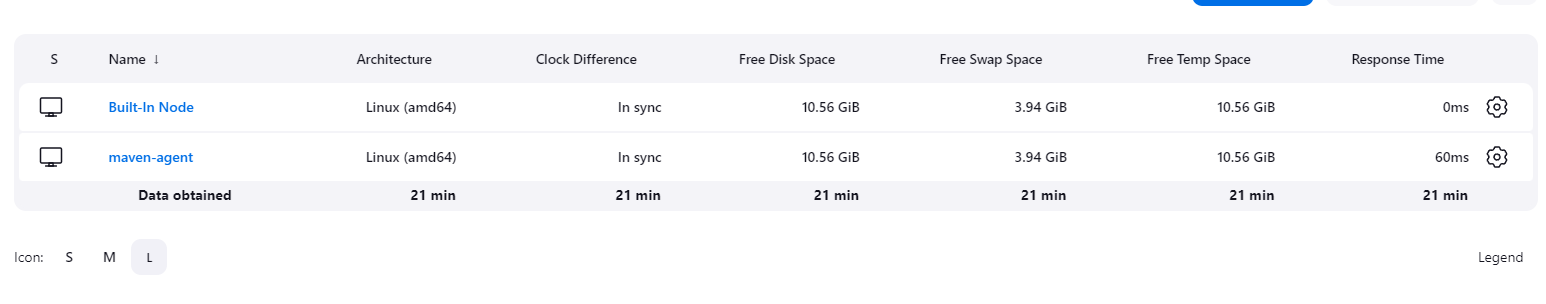 S Name ↓ Architecture Clock Difference Free Disk Space Free Swap Space Free Temp Space Response Time
Built-In Node Linux (amd64) In sync 10.56 GiB 3.94 GiB 10.56 GiB 0ms
maven-agent Linux (amd64) In sync 10.56 GiB 3.94 GiB 10.56 GiB 60ms
Data obtained 21 min 21 min 21 min 21 min 21 min 21 min
Icon: S M L Legend